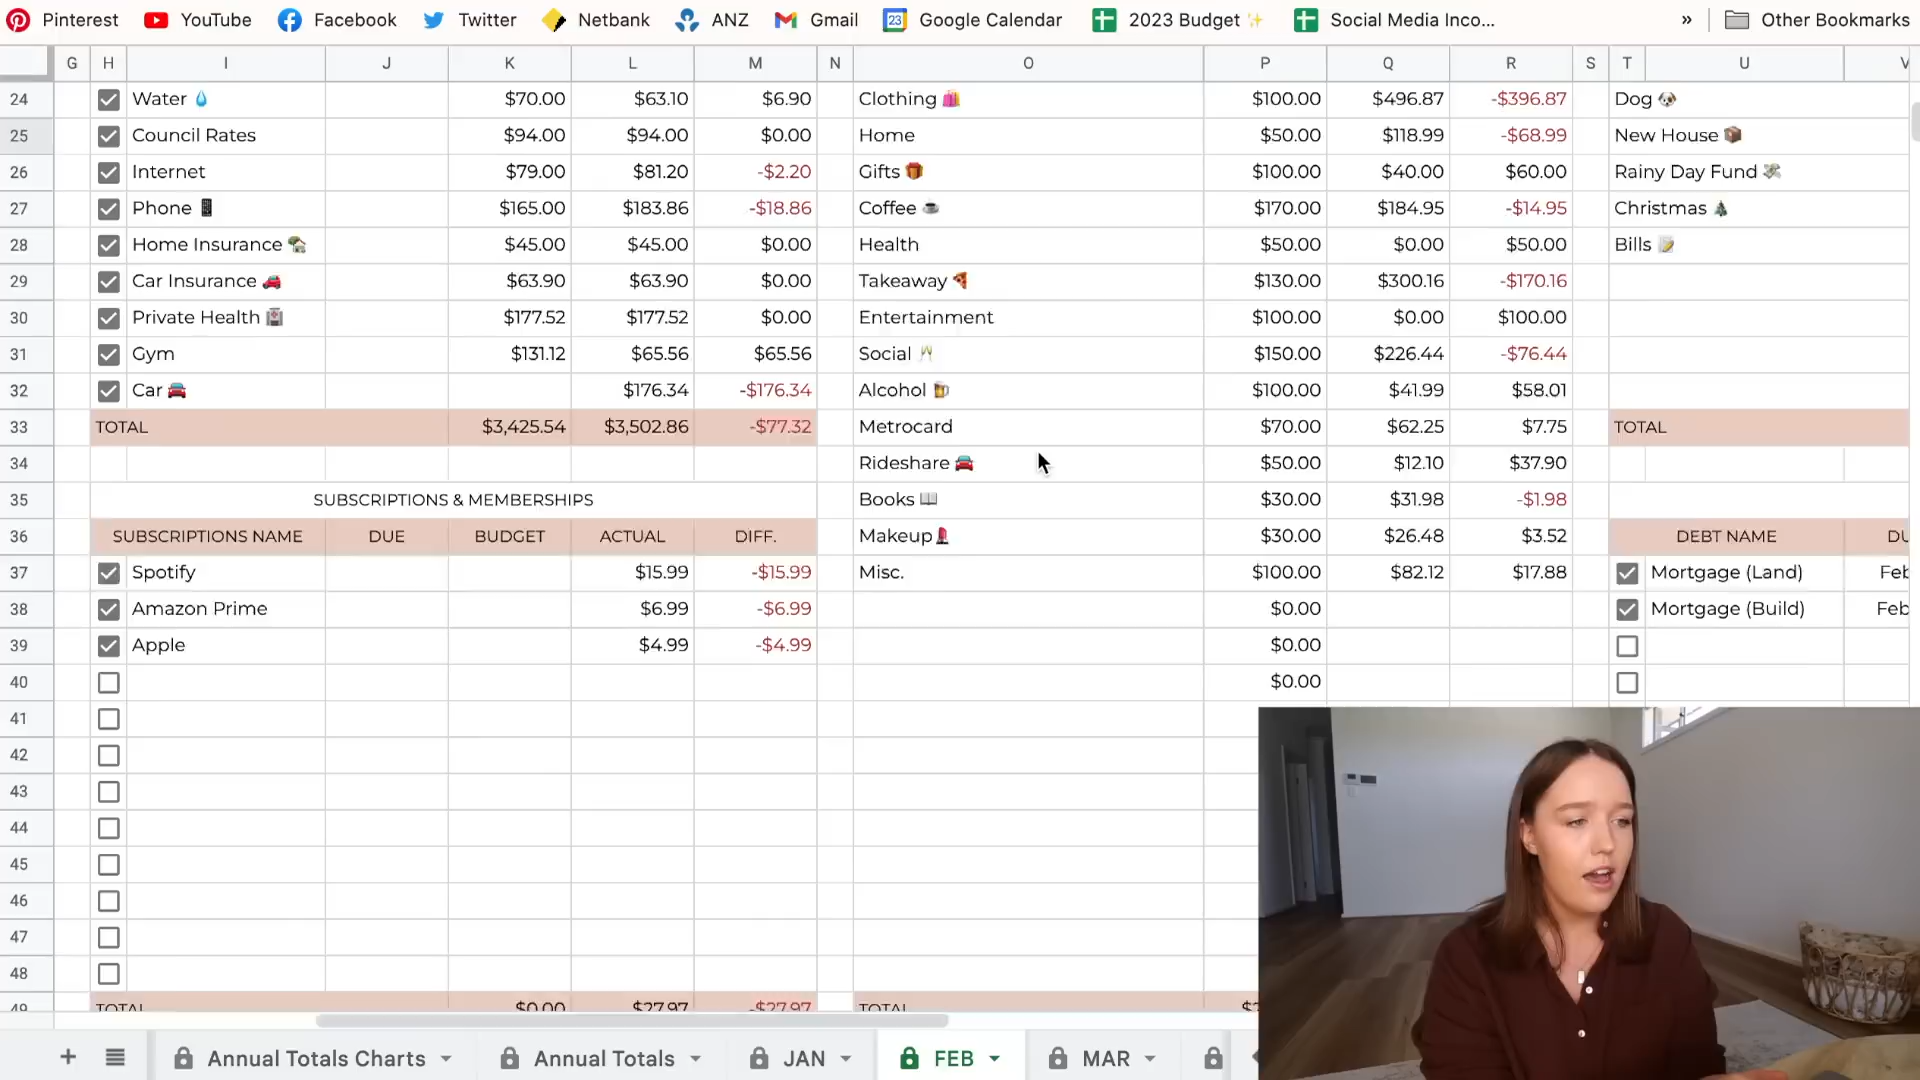 Pinterest YouTube Facebook Twitter Netbank ANZ Gmail 23 Google Calendar 2023 Budget ✨ Social Media Inco... » Other Bookmarks
G H I J K L M N O P Q R S T U V
24 Water 💧 $70.00 $63.10 $6.90 Clothing 🛍️ $100.00 $496.87 -$396.87 Dog 🐶
25 Council Rates $94.00 $94.00 $0.00 Home $50.00 $118.99 -$68.99 New House 📦
26 Internet $79.00 $81.20 -$2.20 Gifts 🎁 $100.00 $40.00 $60.00 Rainy Day Fund 💸
27 Phone 📱 $165.00 $183.86 -$18.86 Coffee ☕ $170.00 $184.95 -$14.95 Christmas 🎄
28 Home Insurance 🏡 $45.00 $45.00 $0.00 Health $50.00 $0.00 $50.00 Bills 📝
29 Car Insurance 🚗 $63.90 $63.90 $0.00 Takeaway 🍕 $130.00 $300.16 -$170.16
30 Private Health 🏥 $177.52 $177.52 $0.00 Entertainment $100.00 $0.00 $100.00
31 Gym $131.12 $65.56 $65.56 Social 🥂 $150.00 $226.44 -$76.44
32 Car 🚘 $176.34 -$176.34 Alcohol 🍺 $100.00 $41.99 $58.01
33 TOTAL $3,425.54 $3,502.86 -$77.32 Metrocard $70.00 $62.25 $7.75 TOTAL
34 Rideshare 🚘 $50.00 $12.10 $37.90
35 SUBSCRIPTIONS & MEMBERSHIPS Books 📖 $30.00 $31.98 -$1.98
36 SUBSCRIPTIONS NAME DUE BUDGET ACTUAL DIFF. Makeup💄 $30.00 $26.48 $3.52 DEBT NAME DU
37 Spotify $15.99 -$15.99 Misc. $100.00 $82.12 $17.88 Mortgage (Land) Feb
38 Amazon Prime $6.99 -$6.99 $0.00 Mortgage (Build) Feb
39 Apple $4.99 -$4.99 $0.00
40 $0.00
41
42
43
44
45
46
47
48
49 TOTAL $0.00 $27.97 -$27.97 TOTAL
+ Annual Totals Charts Annual Totals JAN FEB MAR